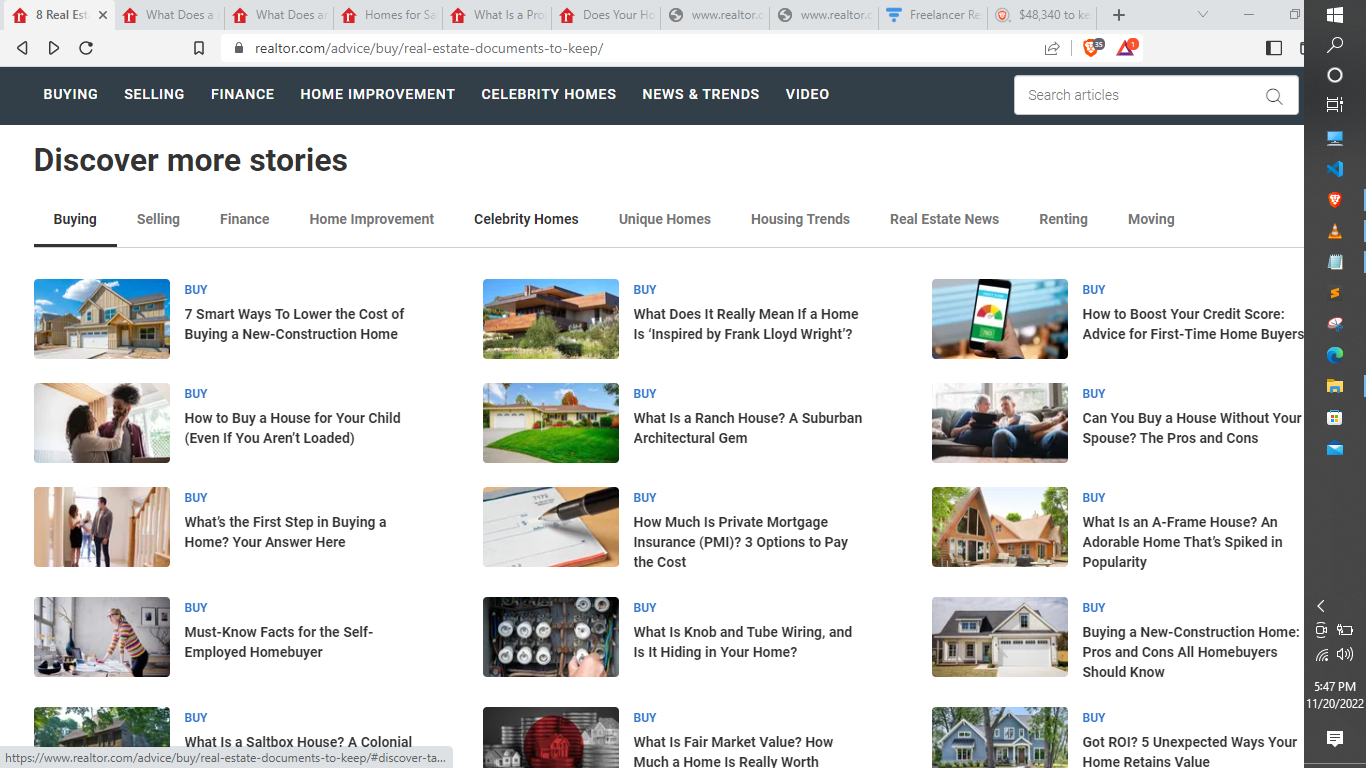 8 Real Est
What Does a
What Does an
Homes for Sa
What Is a Pro
Does Your Ho
www.realtor.c
www.realtor.c
Freelancer Re
$48,340 to ke
realtor.com/advice/buy/real-estate-documents-to-keep/
35
1
BUYING SELLING FINANCE HOME IMPROVEMENT CELEBRITY HOMES NEWS & TRENDS VIDEO
Search articles
Discover more stories
Buying Selling Finance Home Improvement Celebrity Homes Unique Homes Housing Trends Real Estate News Renting Moving
BUY
7 Smart Ways To Lower the Cost of
Buying a New-Construction Home
BUY
What Does It Really Mean If a Home
Is ‘Inspired by Frank Lloyd Wright’?
BUY
How to Boost Your Credit Score:
Advice for First-Time Home Buyers
BUY
How to Buy a House for Your Child
(Even If You Aren’t Loaded)
BUY
What Is a Ranch House? A Suburban
Architectural Gem
BUY
Can You Buy a House Without Your
Spouse? The Pros and Cons
BUY
What’s the First Step in Buying a
Home? Your Answer Here
BUY
How Much Is Private Mortgage
Insurance (PMI)? 3 Options to Pay
the Cost
BUY
What Is an A-Frame House? An
Adorable Home That’s Spiked in
Popularity
BUY
Must-Know Facts for the Self-
Employed Homebuyer
BUY
What Is Knob and Tube Wiring, and
Is It Hiding in Your Home?
BUY
Buying a New-Construction Home:
Pros and Cons All Homebuyers
Should Know
BUY
What Is a Saltbox House? A Colonial
BUY
What Is Fair Market Value? How
Much a Home Is Really Worth
BUY
Got ROI? 5 Unexpected Ways Your
Home Retains Value
https://www.realtor.com/advice/buy/real-estate-documents-to-keep/#discover-ta...
5:47 PM
11/20/2022